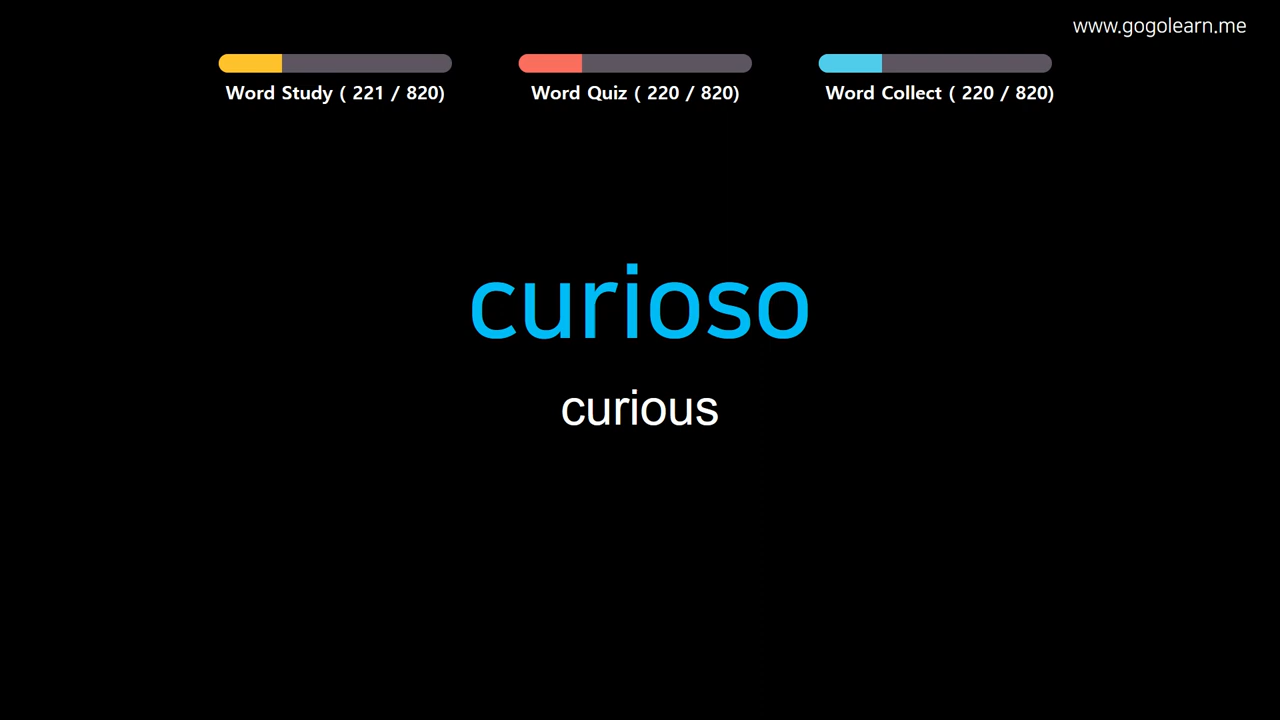 www.gogolearn.me
Word Study ( 221 / 820)
Word Quiz ( 220 / 820)
Word Collect ( 220 / 820)
curioso
curious